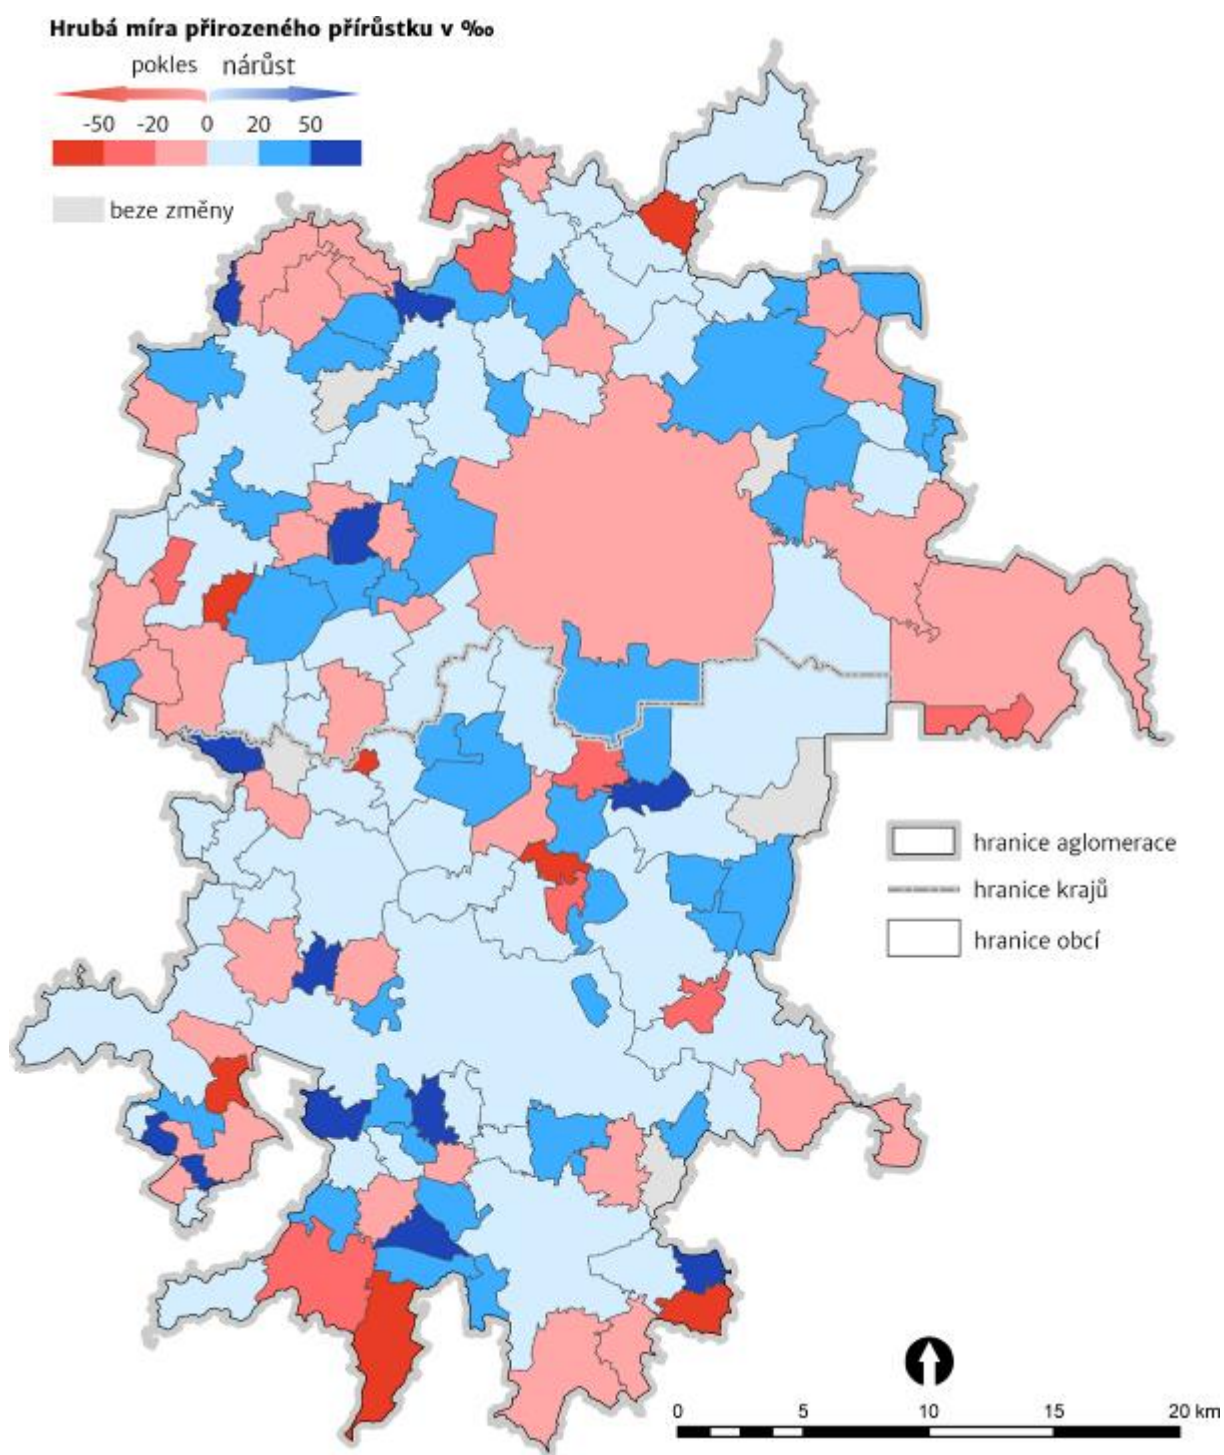 Hrubá míra přirozeného přírůstku v ‰
pokles nárůst
-50 -20 0 20 50
beze změny
hranice aglomerace
hranice krajů
hranice obcí
0 5 10 15 20 km